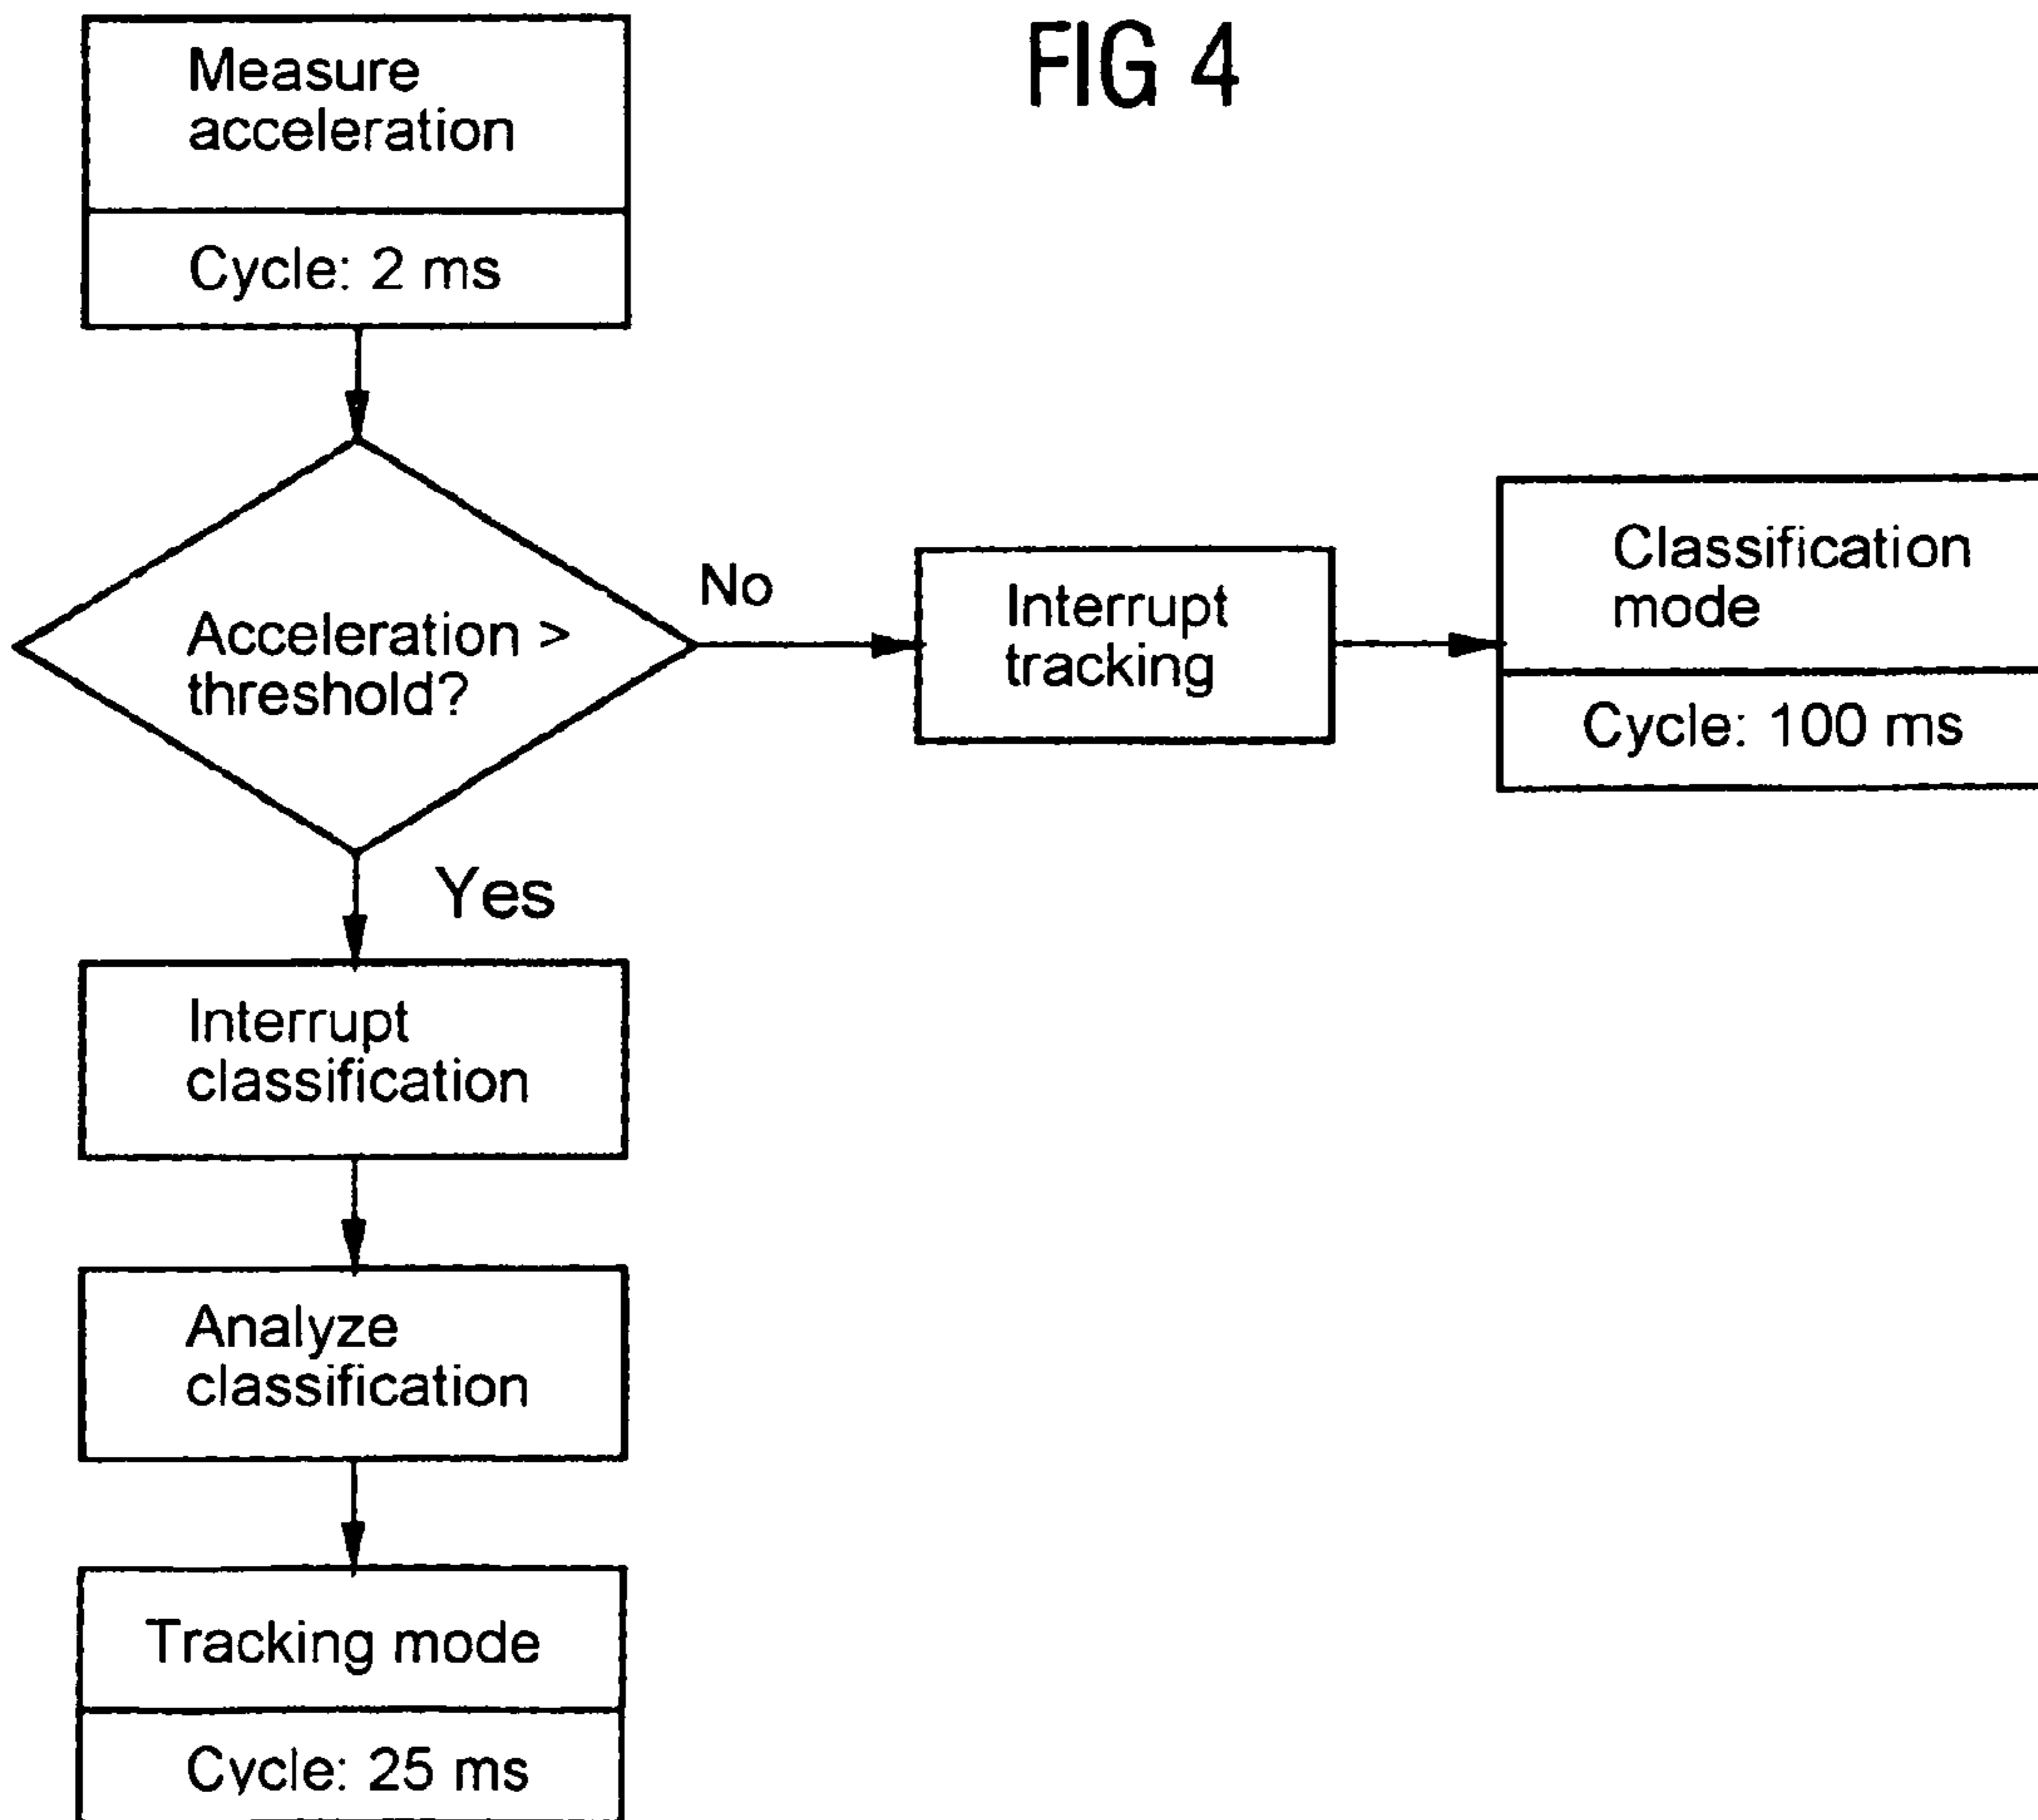 FIG 4
Measure
acceleration
Cycle: 2 ms
Acceleration >
threshold?
No
Interrupt
tracking
Classification
mode
Cycle: 100 ms
Yes
Interrupt
classification
Analyze
classification
Tracking mode
Cycle: 25 ms